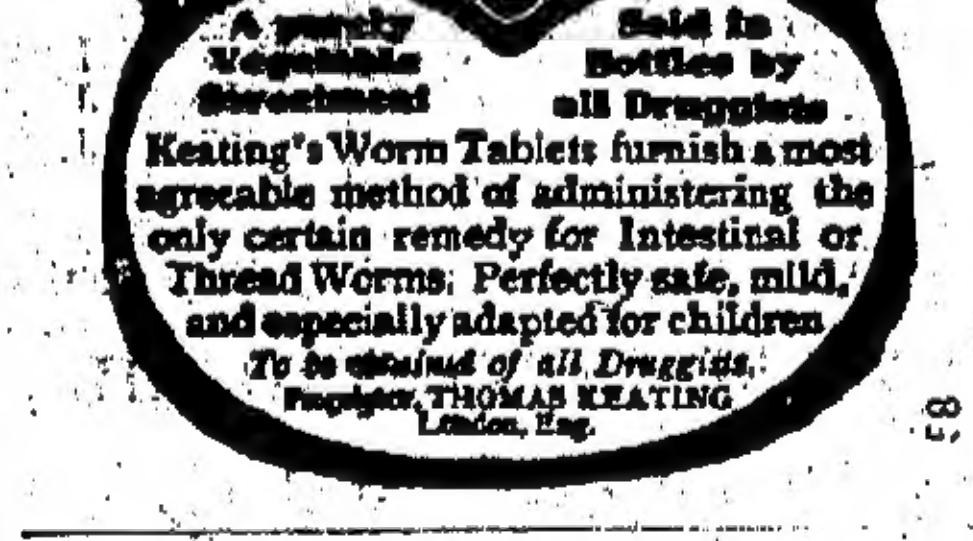 A purely
Vegetable
Sweetmeat
Sold in
Bottles by
all Druggists
Keating's Worm Tablets furnish a most
agreeable method of administering the
only certain remedy for Intestinal or
Thread Worms. Perfectly safe, mild,
and especially adapted for children
To be obtained of all Druggists.
Proprietor, THOMAS KEATING
London, Eng.